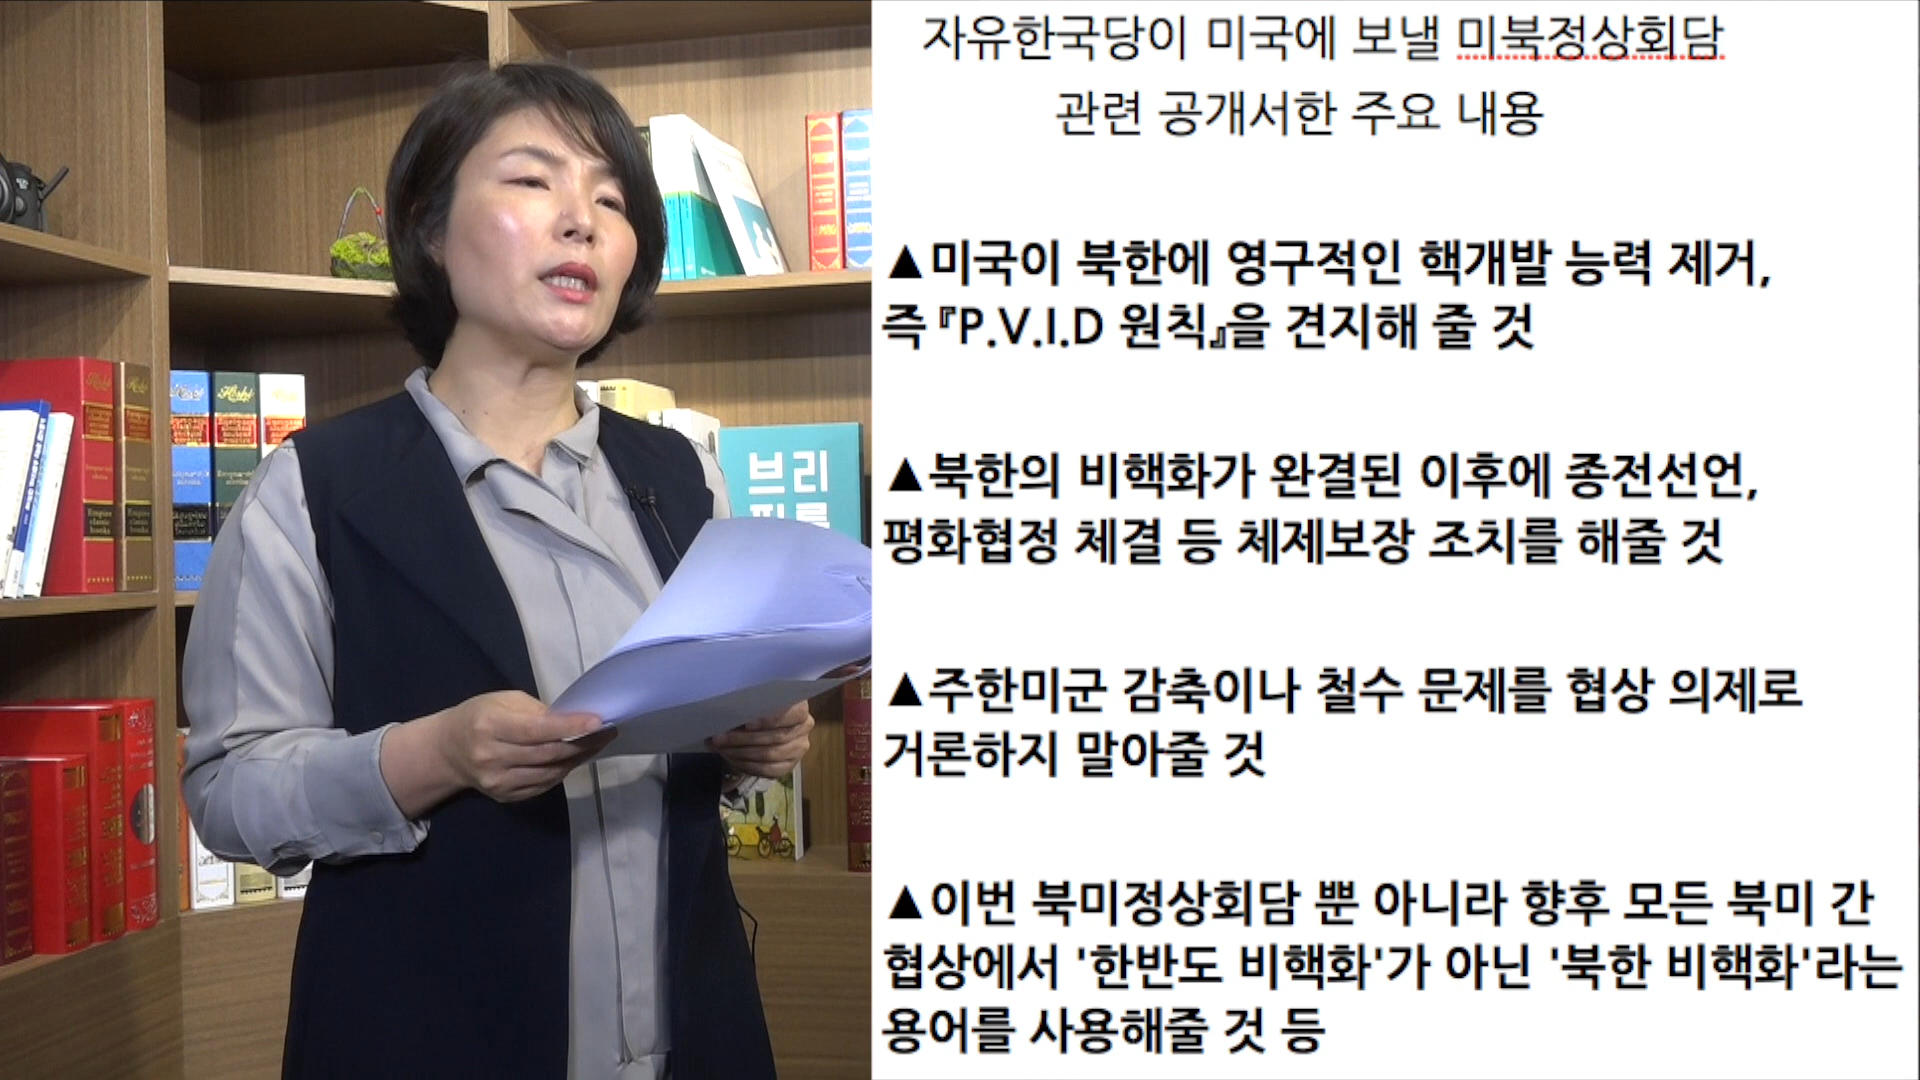 자유한국당이 미국에 보낼 미북정상회담
관련 공개서한 주요 내용
▲미국이 북한에 영구적인 핵개발 능력 제거,
즉『P.V.I.D 원칙』을 견지해 줄 것
▲북한의 비핵화가 완결된 이후에 종전선언,
평화협정 체결 등 체제보장 조치를 해줄 것
▲주한미군 감축이나 철수 문제를 협상 의제로
거론하지 말아줄 것
▲이번 북미정상회담 뿐 아니라 향후 모든 북미 간
협상에서 '한반도 비핵화'가 아닌 '북한 비핵화'라는
용어를 사용해줄 것 등
브리